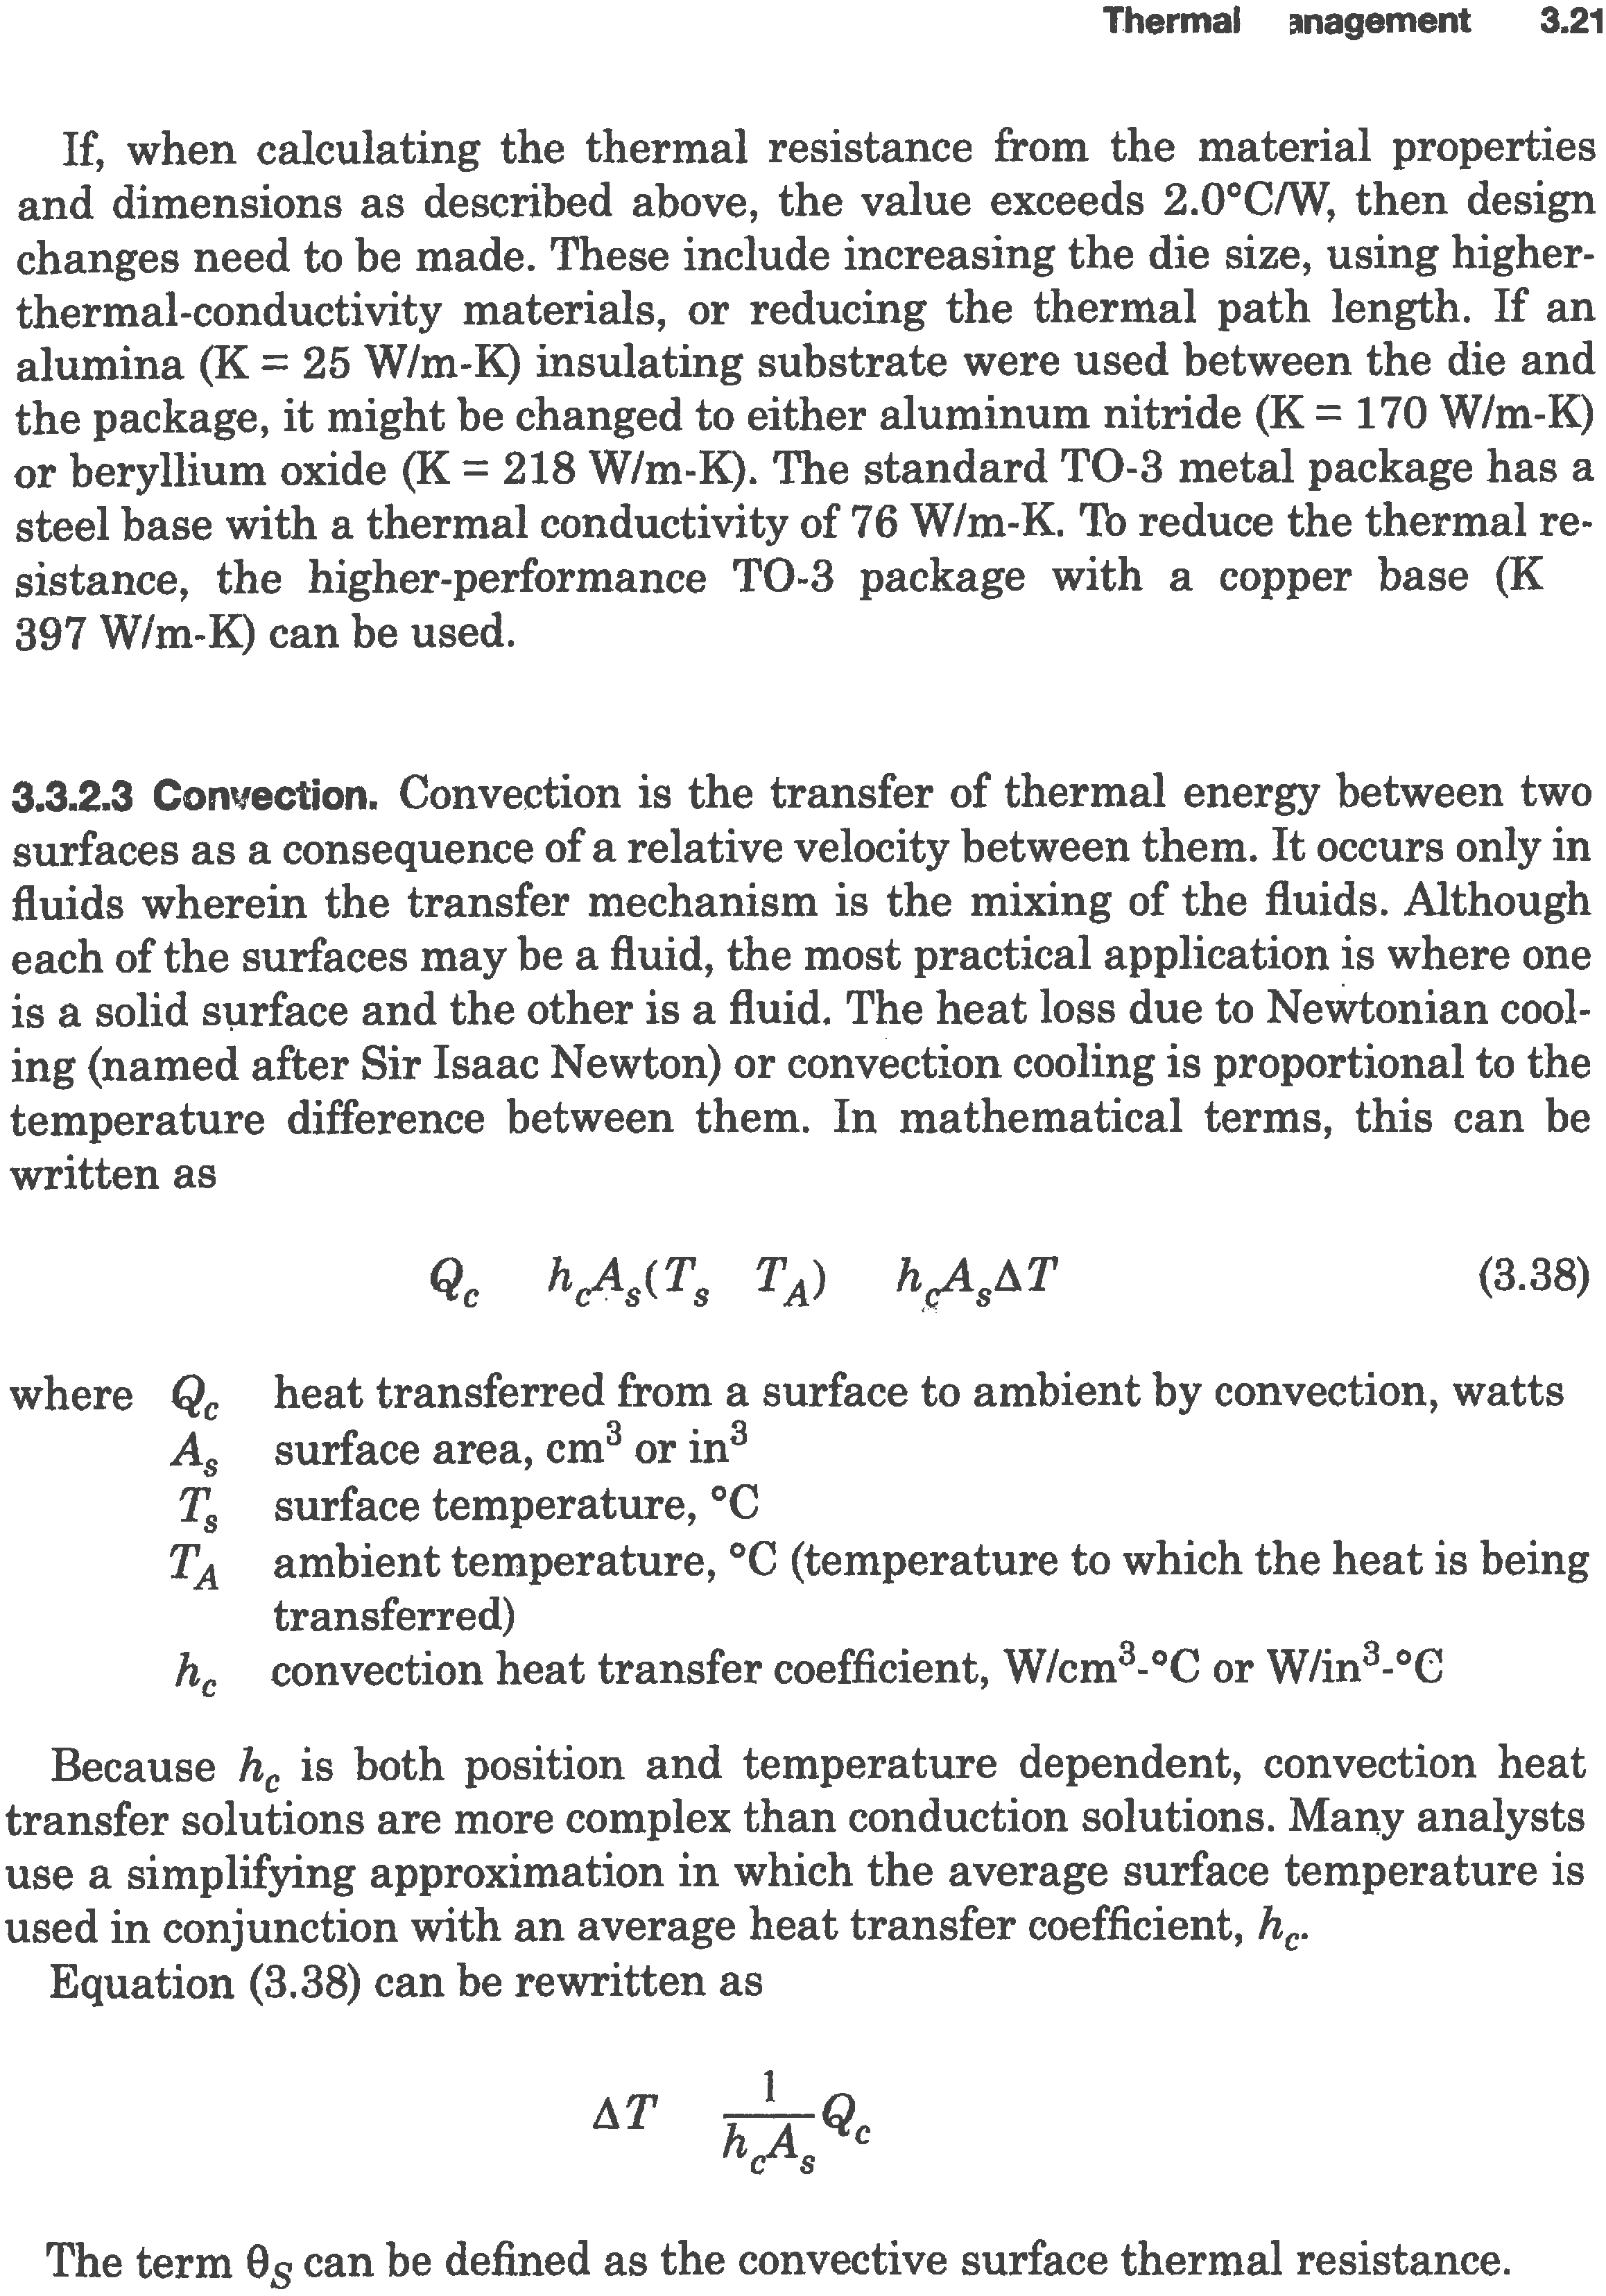 Thermal anagement 3.21
If, when calculating the thermal resistance from the material properties
and dimensions as described above, the value exceeds 2.0°C/W, then design
changes need to be made. These include increasing the die size, using higher-
thermal-conductivity materials, or reducing the thermal path length. If an
alumina (K = 25 W/m-K) insulating substrate were used between the die and
the package, it might be changed to either aluminum nitride (K = 170 W/m-K)
or beryllium oxide (K = 218 W/m-K). The standard TO-3 metal package has a
steel base with a thermal conductivity of 76 W/m-K. To reduce the thermal re-
sistance, the higher-performance TO-3 package with a copper base (K
397 W/m-K) can be used.
3.3.2.3 Convection. Convection is the transfer of thermal energy between two
surfaces as a consequence of a relative velocity between them. It occurs only in
fluids wherein the transfer mechanism is the mixing of the fluids. Although
each of the surfaces may be a fluid, the most practical application is where one
is a solid surface and the other is a fluid. The heat loss due to Newtonian cool-
ing (named after Sir Isaac Newton) or convection cooling is proportional to the
temperature difference between them. In mathematical terms, this can be
written as
Q_c h_cA_s(T_s T_A) h_cA_sΔT (3.38)
where Q_c heat transferred from a surface to ambient by convection, watts
A_s surface area, cm³ or in³
T_s surface temperature, °C
T_A ambient temperature, °C (temperature to which the heat is being
transferred)
h_c convection heat transfer coefficient, W/cm³-°C or W/in³-°C
Because h_c is both position and temperature dependent, convection heat
transfer solutions are more complex than conduction solutions. Many analysts
use a simplifying approximation in which the average surface temperature is
used in conjunction with an average heat transfer coefficient, h_c.
Equation (3.38) can be rewritten as
ΔT 1/(h_cA_s) Q_c
The term θ_S can be defined as the convective surface thermal resistance.